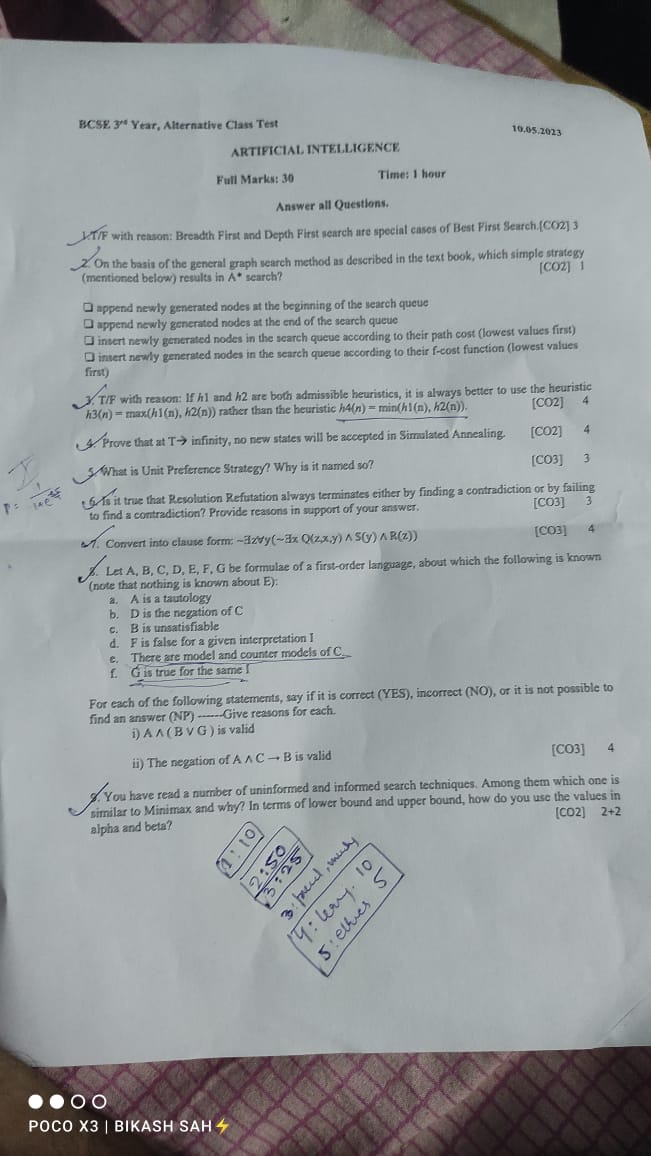 BCSE 3rd Year, Alternative Class Test
10.05.2023
ARTIFICIAL INTELLIGENCE
Full Marks: 30 Time: 1 hour
Answer all Questions.
1. T/F with reason: Breadth First and Depth First search are special cases of Best First Search.[CO2] 3
2. On the basis of the general graph search method as described in the text book, which simple strategy
(mentioned below) results in A* search? [CO2] 1
❑ append newly generated nodes at the beginning of the search queue
❑ append newly generated nodes at the end of the search queue
❑ insert newly generated nodes in the search queue according to their path cost (lowest values first)
❑ insert newly generated nodes in the search queue according to their f-cost function (lowest values
first)
3. T/F with reason: If h1 and h2 are both admissible heuristics, it is always better to use the heuristic
h3(n) = max(h1(n), h2(n)) rather than the heuristic h4(n) = min(h1(n), h2(n)). [CO2] 4
4. Prove that at T→ infinity, no new states will be accepted in Simulated Annealing. [CO2] 4
5. What is Unit Preference Strategy? Why is it named so? [CO3] 3
6. Is it true that Resolution Refutation always terminates either by finding a contradiction or by failing
to find a contradiction? Provide reasons in support of your answer. [CO3] 3
7. Convert into clause form: ~∃z∀y(~∃x Q(z,x,y) ∧ S(y) ∧ R(z)) [CO3] 4
8. Let A, B, C, D, E, F, G be formulae of a first-order language, about which the following is known
(note that nothing is known about E):
a. A is a tautology
b. D is the negation of C
c. B is unsatisfiable
d. F is false for a given interpretation I
e. There are model and counter models of C.
f. G is true for the same I
For each of the following statements, say if it is correct (YES), incorrect (NO), or it is not possible to
find an answer (NP) ------Give reasons for each.
i) A ∧ ( B ∨ G ) is valid
ii) The negation of A ∧ C → B is valid [CO3] 4
9. You have read a number of uninformed and informed search techniques. Among them which one is
similar to Minimax and why? In terms of lower bound and upper bound, how do you use the values in
alpha and beta? [CO2] 2+2
1:10
2:50
3:25
4: 10
5: ethics 5
POCO X3 | BIKASH SAH⚡